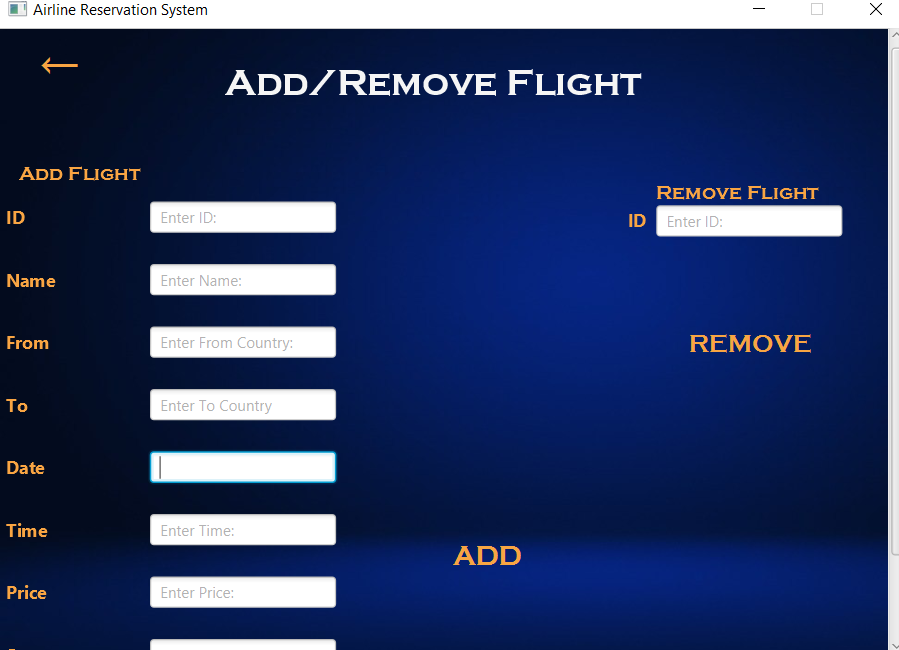 Airline Reservation System
Add/Remove Flight
Add Flight
ID
Enter ID:
Name
Enter Name:
From
Enter From Country:
To
Enter To Country
Date
Time
Enter Time:
Price
Enter Price:
ADD
Remove Flight
ID
Enter ID:
REMOVE